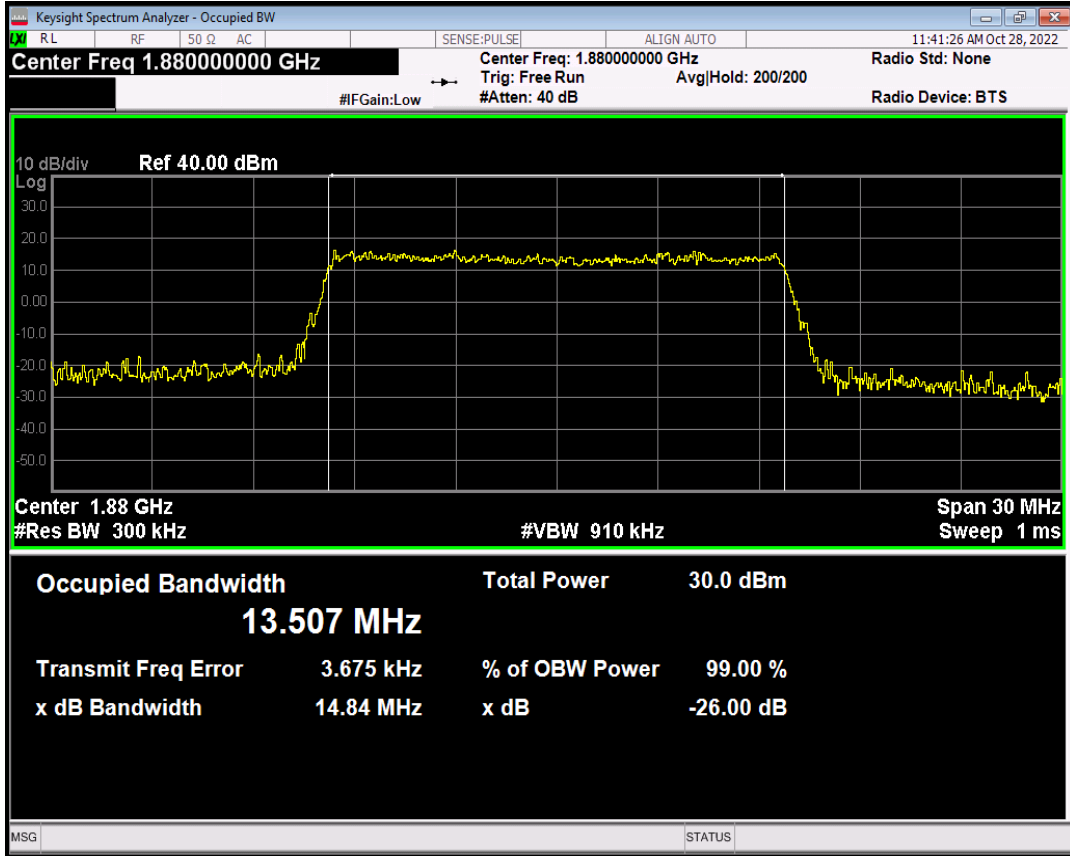 Keysight Spectrum Analyzer - Occupied BW
LXI RL RF 50 Ω AC SENSE:PULSE ALIGN AUTO 11:41:26 AM Oct 28, 2022
Center Freq 1.880000000 GHz Center Freq: 1.880000000 GHz Radio Std: None
Trig: Free Run Avg|Hold: 200/200
#IFGain:Low #Atten: 40 dB Radio Device: BTS
10 dB/div Ref 40.00 dBm
Log
30.0
20.0
10.0
0.00
-10.0
-20.0
-30.0
-40.0
-50.0
Center 1.88 GHz Span 30 MHz
#Res BW 300 kHz #VBW 910 kHz Sweep 1 ms
Occupied Bandwidth Total Power 30.0 dBm
13.507 MHz
Transmit Freq Error 3.675 kHz % of OBW Power 99.00 %
x dB Bandwidth 14.84 MHz x dB -26.00 dB
MSG STATUS